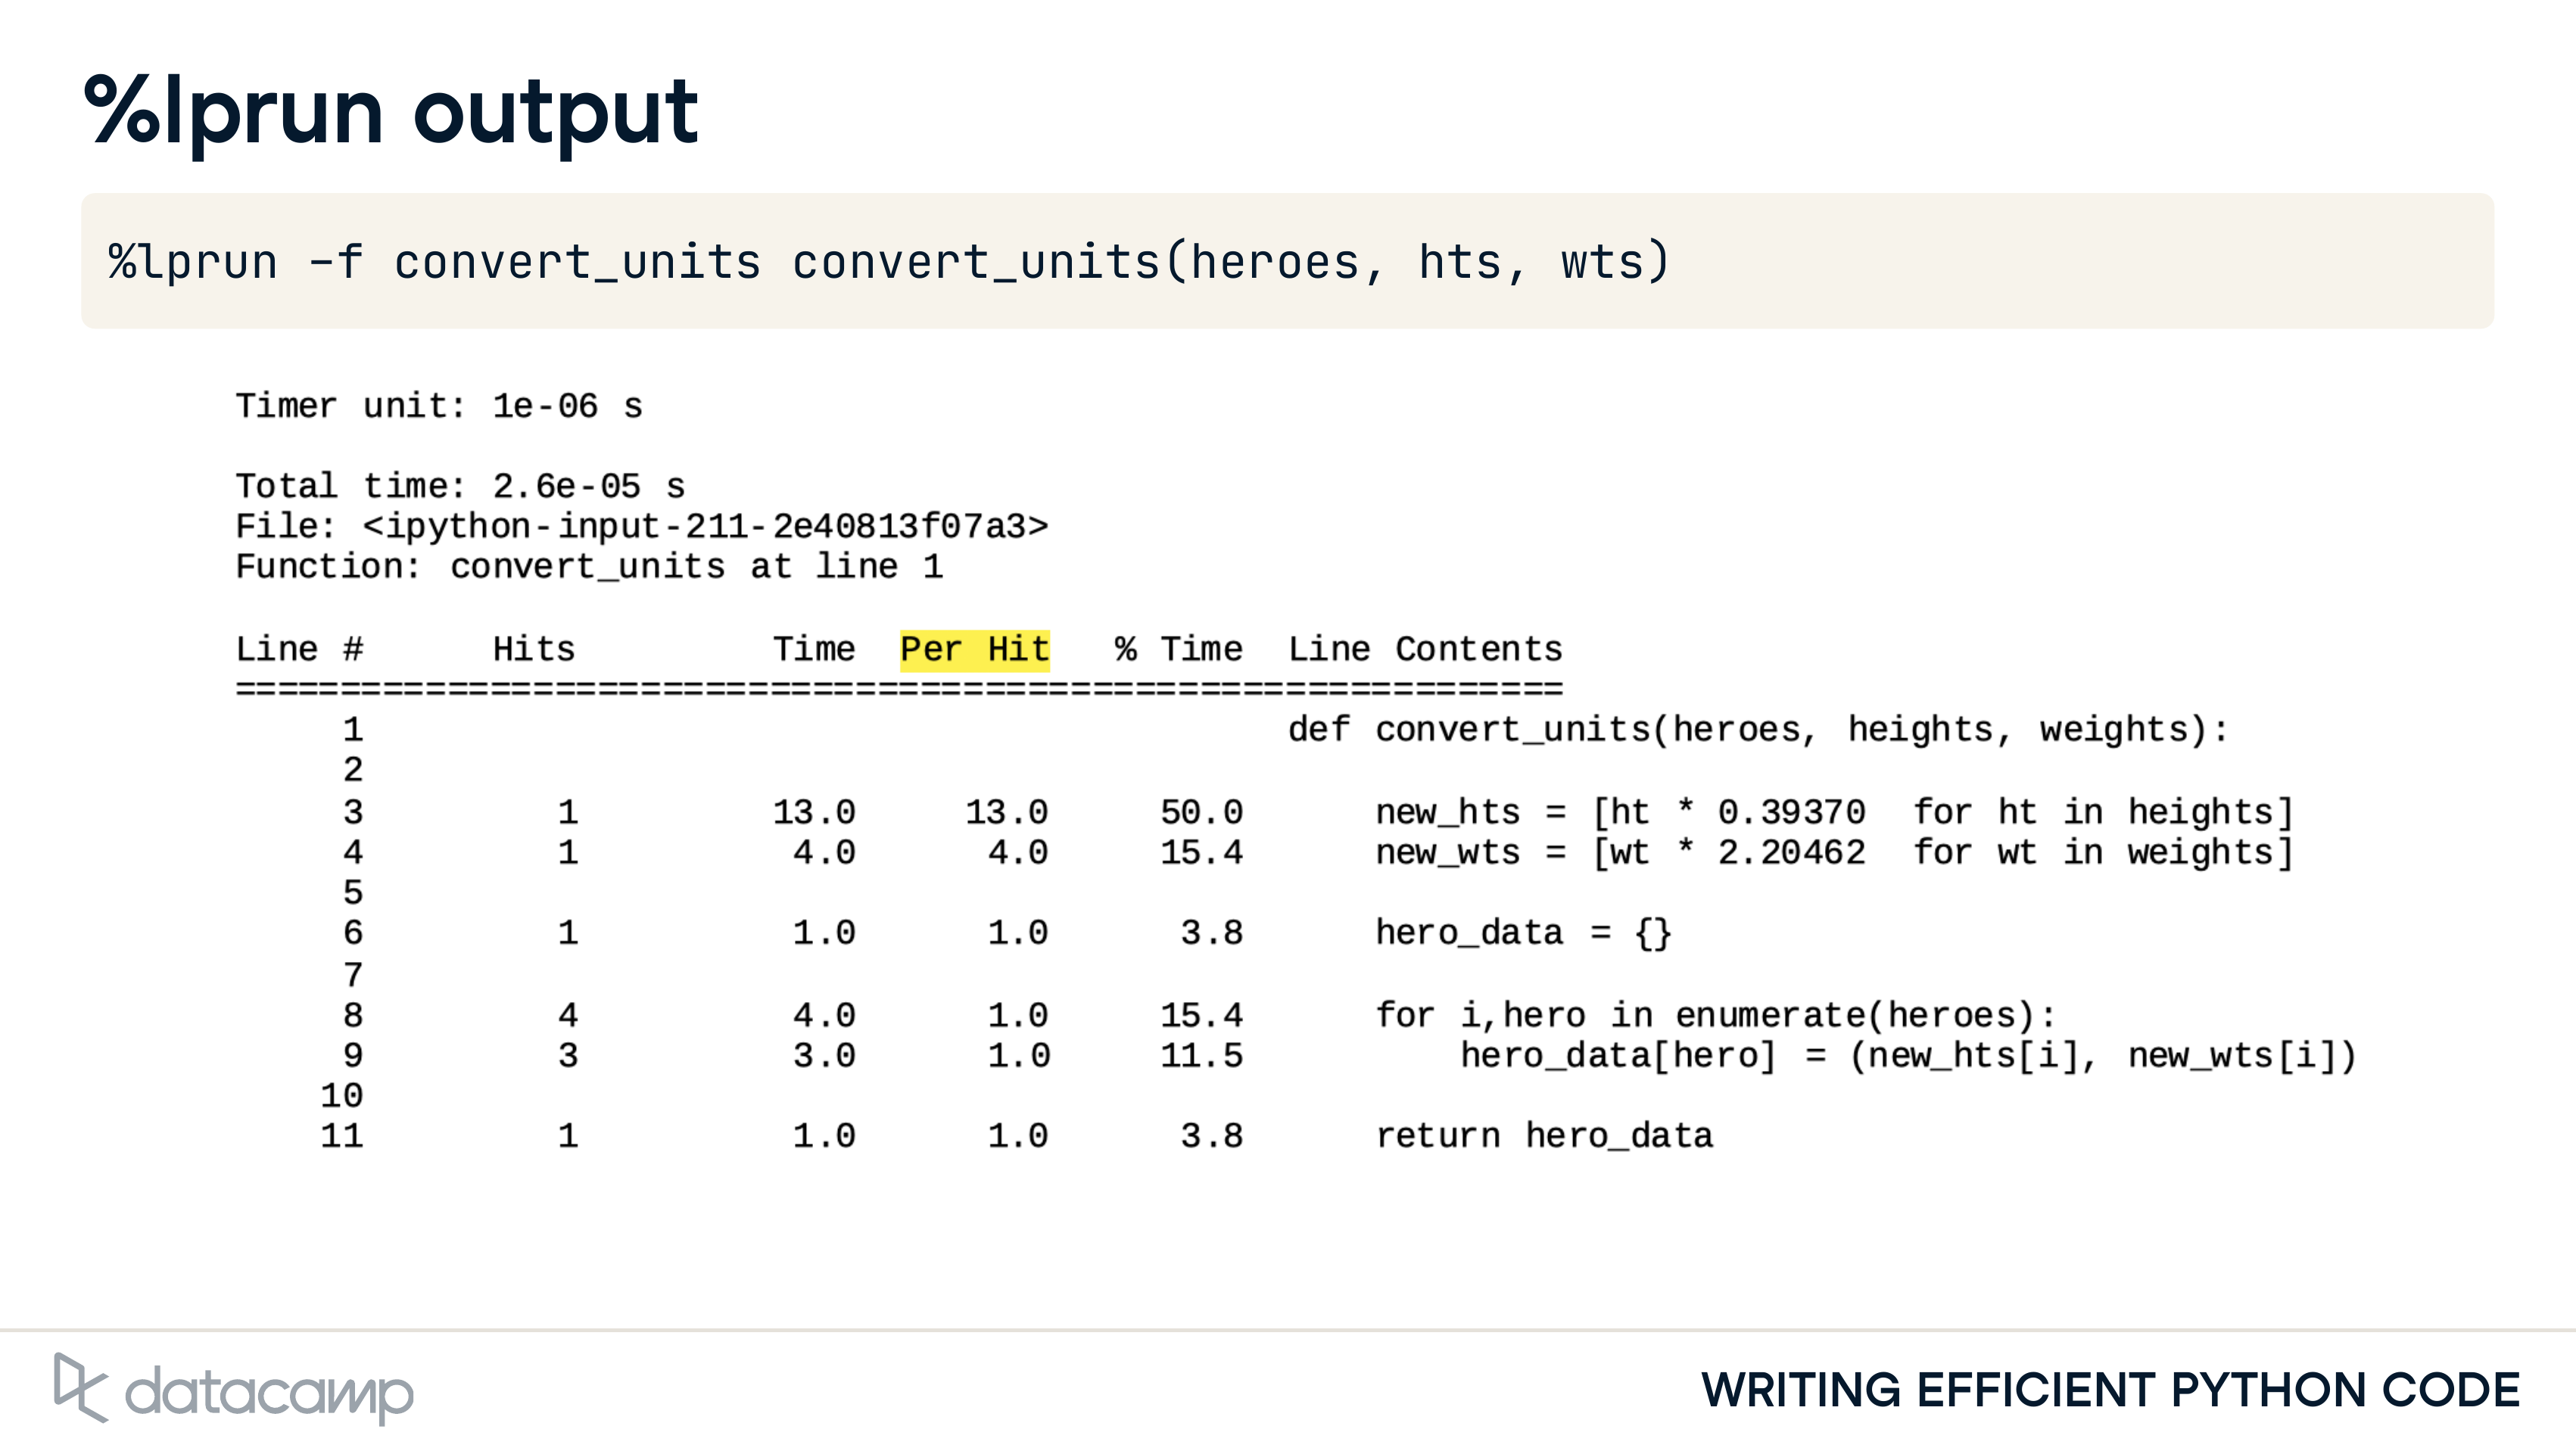 %lprun output
%lprun -f convert_units convert_units(heroes, hts, wts)
Timer unit: 1e-06 s
Total time: 2.6e-05 s
File: <ipython-input-211-2e40813f07a3>
Function: convert_units at line 1
Line #      Hits         Time  Per Hit   % Time  Line Contents
==============================================================
     1                                           def convert_units(heroes, heights, weights):
     2
     3         1         13.0     13.0     50.0      new_hts = [ht * 0.39370  for ht in heights]
     4         1          4.0      4.0     15.4      new_wts = [wt * 2.20462  for wt in weights]
     5
     6         1          1.0      1.0      3.8      hero_data = {}
     7
     8         4          4.0      1.0     15.4      for i,hero in enumerate(heroes):
     9         3          3.0      1.0     11.5          hero_data[hero] = (new_hts[i], new_wts[i])
    10
    11         1          1.0      1.0      3.8      return hero_data
datacamp
WRITING EFFICIENT PYTHON CODE